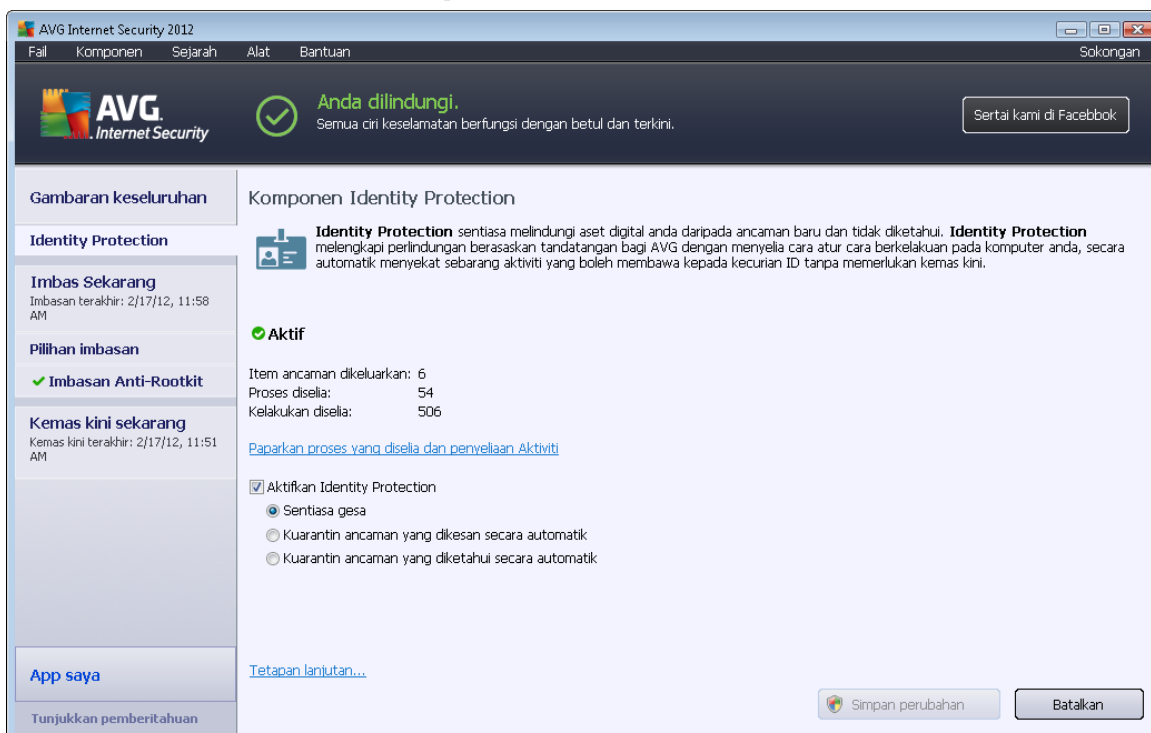 AVG Internet Security 2012
Fail Komponen Sejarah Alat Bantuan Sokongan
AVG.
Internet Security
Anda dilindungi.
Semua ciri keselamatan berfungsi dengan betul dan terkini.
Sertai kami di Facebbok
Gambaran keseluruhan
Identity Protection
Imbas Sekarang
Imbasan terakhir: 2/17/12, 11:58
AM
Pilihan imbasan
Imbasan Anti-Rootkit
Kemas kini sekarang
Kemas kini terakhir: 2/17/12, 11:51
AM
App saya
Tunjukkan pemberitahuan
Komponen Identity Protection
Identity Protection sentiasa melindungi aset digital anda daripada ancaman baru dan tidak diketahui. Identity Protection
melengkapi perlindungan berasaskan tandatangan bagi AVG dengan menyelia cara atur cara berkelakuan pada komputer anda, secara
automatik menyekat sebarang aktiviti yang boleh membawa kepada kecurian ID tanpa memerlukan kemas kini.
Aktif
Item ancaman dikeluarkan: 6
Proses diselia: 54
Kelakukan diselia: 506
Paparkan proses yang diselia dan penyeliaan Aktiviti
Aktifkan Identity Protection
Sentiasa gesa
Kuarantin ancaman yang dikesan secara automatik
Kuarantin ancaman yang diketahui secara automatik
Tetapan lanjutan...
Simpan perubahan
Batalkan